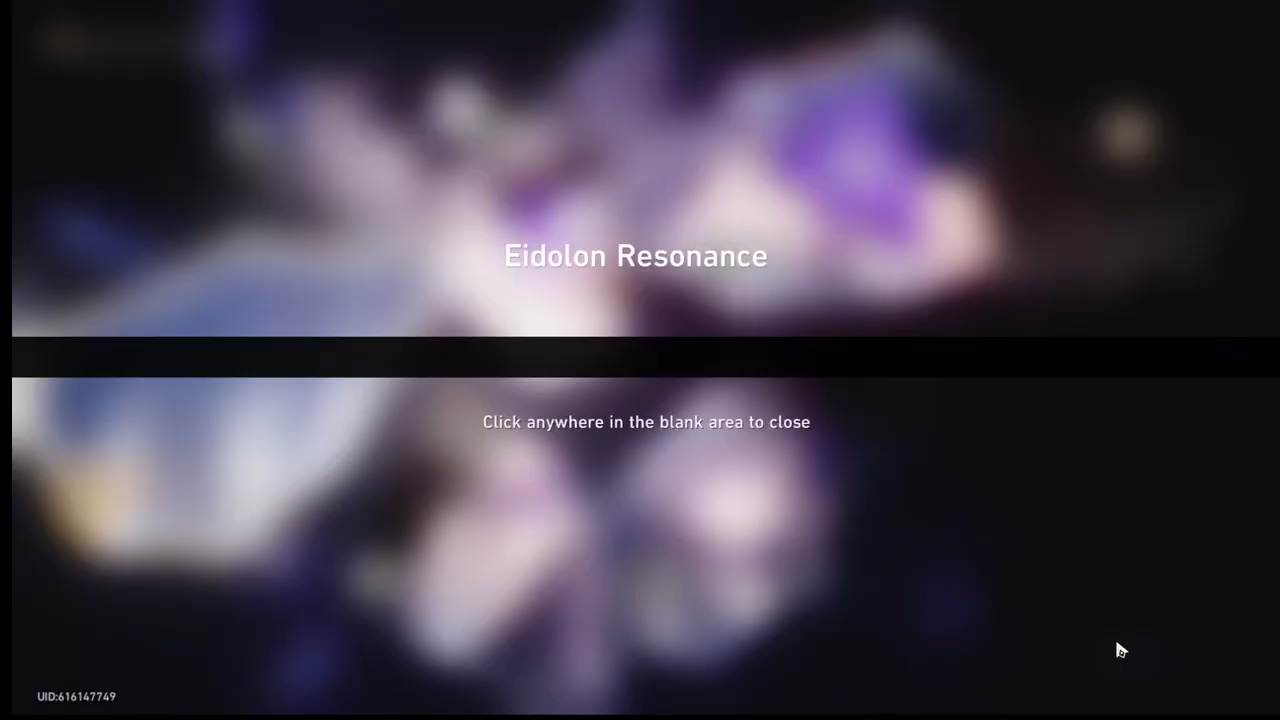 Eidolon Resonance
Click anywhere in the blank area to close
UID:616147749